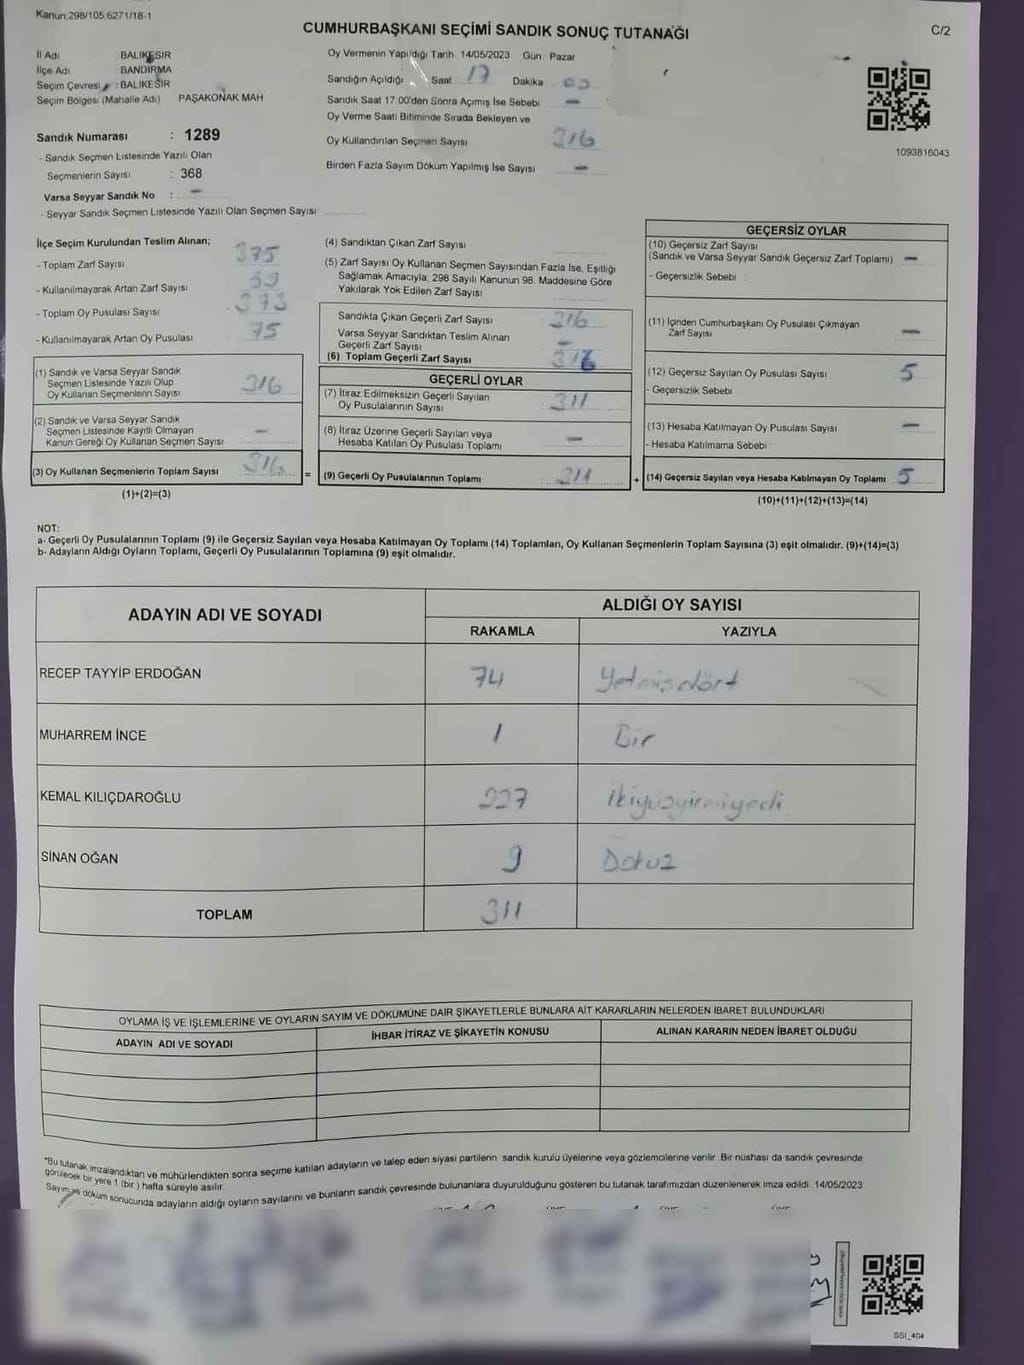 Kanun:298/105,6271/18-1
CUMHURBAŞKANI SEÇİMİ SANDIK SONUÇ TUTANAĞI
C/2
İl Adı BALIKESİR
İlçe Adı BANDIRMA
Seçim Çevresi : BALIKESİR
Seçim Bölgesi (Mahalle Adı) PAŞAKONAK MAH
Sandık Numarası : 1289
- Sandık Seçmen Listesinde Yazılı Olan
Seçmenlerin Sayısı : 368
Varsa Seyyar Sandık No : -
- Seyyar Sandık Seçmen Listesinde Yazılı Olan Seçmen Sayısı
Oy Vermenin Yapıldığı Tarih 14/05/2023 Gün Pazar
Sandığın Açıldığı Saat 17 Dakika
Sandık Saat 17.00'den Sonra Açımış İse Sebebi -
Oy Verme Saati Bitiminde Sırada Bekleyen ve
Oy Kullandırılan Seçmen Sayısı 316
Birden Fazla Sayım Döküm Yapılmış İse Sayısı -
1093816043
İlçe Seçim Kurulundan Teslim Alınan;
- Toplam Zarf Sayısı 375
- Kullanılmayarak Artan Zarf Sayısı 59
- Toplam Oy Pusulası Sayısı
- Kullanılmayarak Artan Oy Pusulası 75
(1) Sandık ve Varsa Seyyar Sandık
Seçmen Listesinde Yazılı Olup
Oy Kullanan Seçmenlerin Sayısı 316
(2) Sandık ve Varsa Seyyar Sandık
Seçmen Listesinde Kayıtlı Olmayan
Kanun Gereği Oy Kullanan Seçmen Sayısı -
(3) Oy Kullanan Seçmenlerin Toplam Sayısı 316 =
(1)+(2)=(3)
(4) Sandıktan Çıkan Zarf Sayısı
(5) Zarf Sayısı Oy Kullanan Seçmen Sayısından Fazla İse, Eşitliği
Sağlamak Amacıyla, 298 Sayılı Kanunun 98. Maddesine Göre
Yakılarak Yok Edilen Zarf Sayısı
Sandıkta Çıkan Geçerli Zarf Sayısı 316
Varsa Seyyar Sandıktan Teslim Alınan
Geçerli Zarf Sayısı -
(6) Toplam Geçerli Zarf Sayısı 316
GEÇERLİ OYLAR
(7) İtiraz Edilmeksizin Geçerli Sayılan
Oy Pusulalarının Sayısı 311
(8) İtiraz Üzerine Geçerli Sayılan veya
Hesaba Katılan Oy Pusulası Toplamı -
(9) Geçerli Oy Pusulalarının Toplamı 311 +
GEÇERSİZ OYLAR
(10) Geçersiz Zarf Sayısı
(Sandık ve Varsa Seyyar Sandık Geçersiz Zarf Toplamı) -
- Geçersizlik Sebebi :
(11) İçinden Cumhurbaşkanı Oy Pusulası Çıkmayan
Zarf Sayısı -
(12) Geçersiz Sayılan Oy Pusulası Sayısı 5
- Geçersizlik Sebebi :
(13) Hesaba Katılmayan Oy Pusulası Sayısı -
- Hesaba Katılmama Sebebi :
(14) Geçersiz Sayılan veya Hesaba Katılmayan Oy Toplamı 5
(10)+(11)+(12)+(13)=(14)
NOT:
a- Geçerli Oy Pusulalarının Toplamı (9) ile Geçersiz Sayılan veya Hesaba Katılmayan Oy Toplamı (14) Toplamları, Oy Kullanan Seçmenlerin Toplam Sayısına (3) eşit olmalıdır. (9)+(14)=(3)
b- Adayların Aldığı Oyların Toplamı, Geçerli Oy Pusulalarının Toplamına (9) eşit olmalıdır.
ADAYIN ADI VE SOYADI
ALDIĞI OY SAYISI
RAKAMLA YAZIYLA
RECEP TAYYİP ERDOĞAN 74 Yetmişdört
MUHARREM İNCE 1 Bir
KEMAL KILIÇDAROĞLU 227 ikiyüzyirmiyedi
SİNAN OĞAN 9 Dokuz
TOPLAM 311
OYLAMA İŞ VE İŞLEMLERİNE VE OYLARIN SAYIM VE DÖKÜMÜNE DAİR ŞİKAYETLERLE BUNLARA AİT KARARLARIN NELERDEN İBARET BULUNDUKLARI
ADAYIN ADI VE SOYADI İHBAR İTİRAZ VE ŞİKAYETİN KONUSU ALINAN KARARIN NEDEN İBARET OLDUĞU
*Bu tutanak imzalandıktan ve mühürlendikten sonra seçime katılan adayların ve talep eden siyasi partilerin sandık kurulu üyelerine veya gözlemcilerine verilir. Bir nüshası da sandık çevresinde
görülecek bir yere 1 (bir) hafta süreyle asılır.
Sayım ve döküm sonucunda adayların aldığı oyların sayılarını ve bunların sandık çevresinde bulunanlara duyurulduğunu gösteren bu tutanak tarafımızdan düzenlenerek imza edildi. 14/05/2023
SSI_404